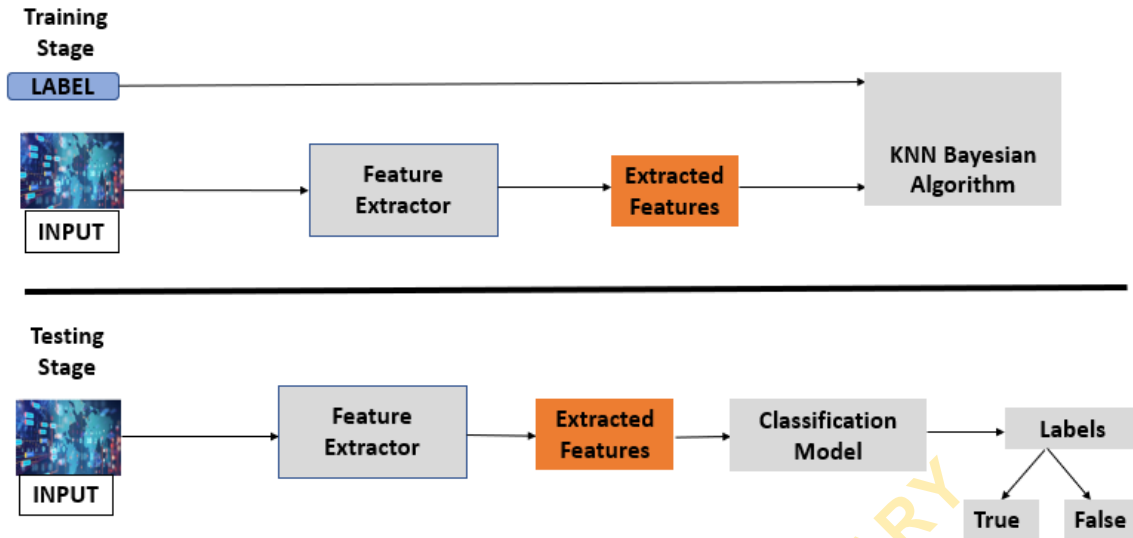 Training
Stage
LABEL
INPUT
Feature
Extractor
Extracted
Features
KNN Bayesian
Algorithm
Testing
Stage
INPUT
Feature
Extractor
Extracted
Features
Classification
Model
Labels
True
False
RY